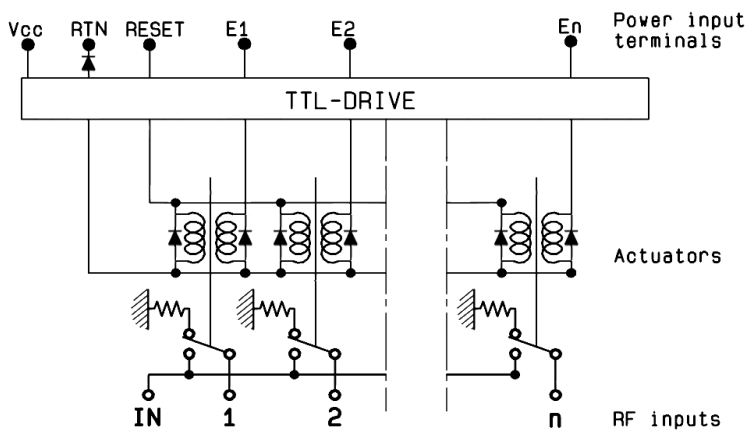 Vcc RTN RESET E1 E2 En Power input
terminals
TTL-DRIVE
Actuators
IN 1 2 n RF inputs